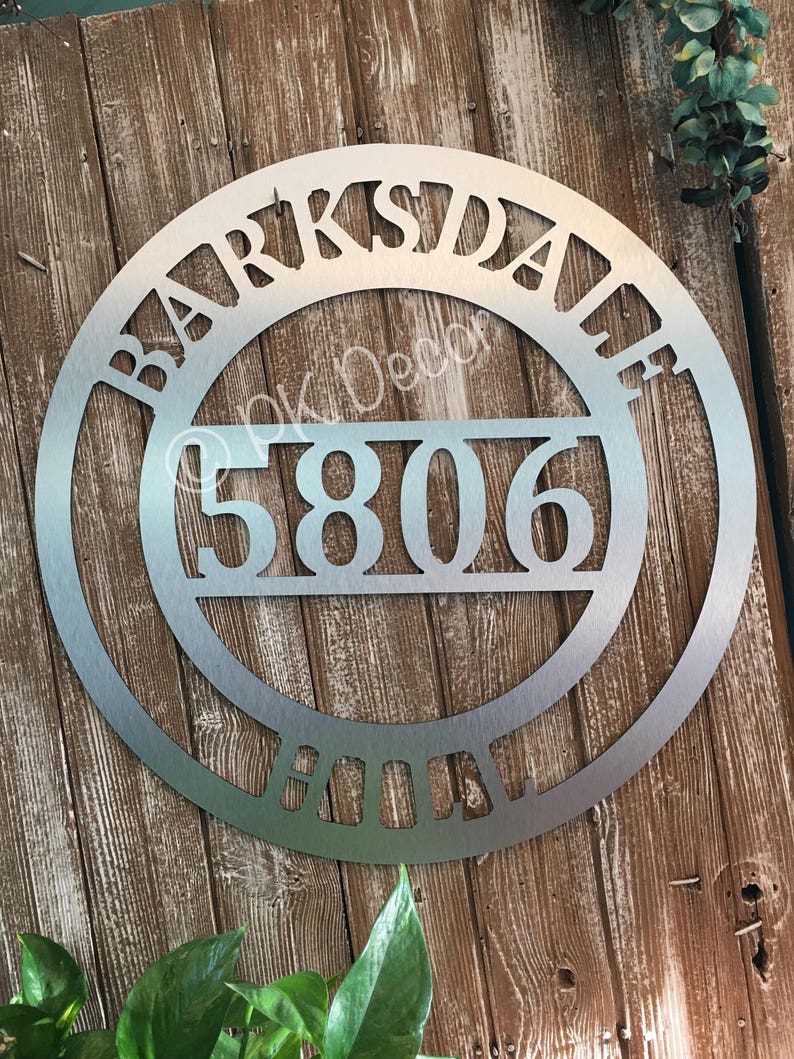 BARKSDALE
© PK Decor
5806
HILL